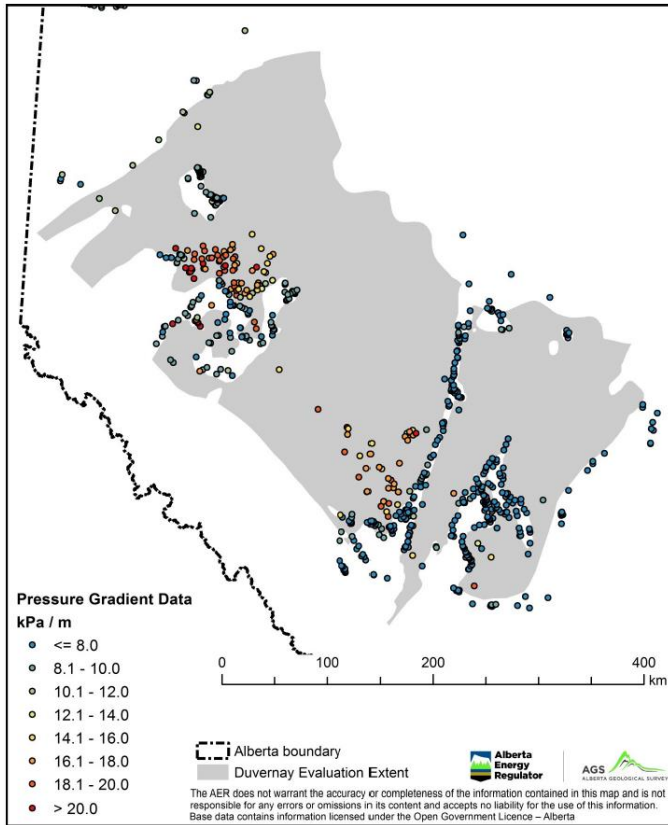 Pressure Gradient Data
kPa / m
<= 8.0
8.1 - 10.0
10.1 - 12.0
12.1 - 14.0
14.1 - 16.0
16.1 - 18.0
18.1 - 20.0
> 20.0
0 200 400
km
Alberta boundary
Duvernay Evaluation Extent
Alberta
Energy
Regulator
AGS
ALBERTA GEOLOGICAL SURVEY
The AER does not warrant the accuracy or completeness of the information contained in this map and is not
responsible for any errors or omissions in its content and accepts no liability for the use of this information.
Base data contains information licensed under the Open Government Licence – Alberta